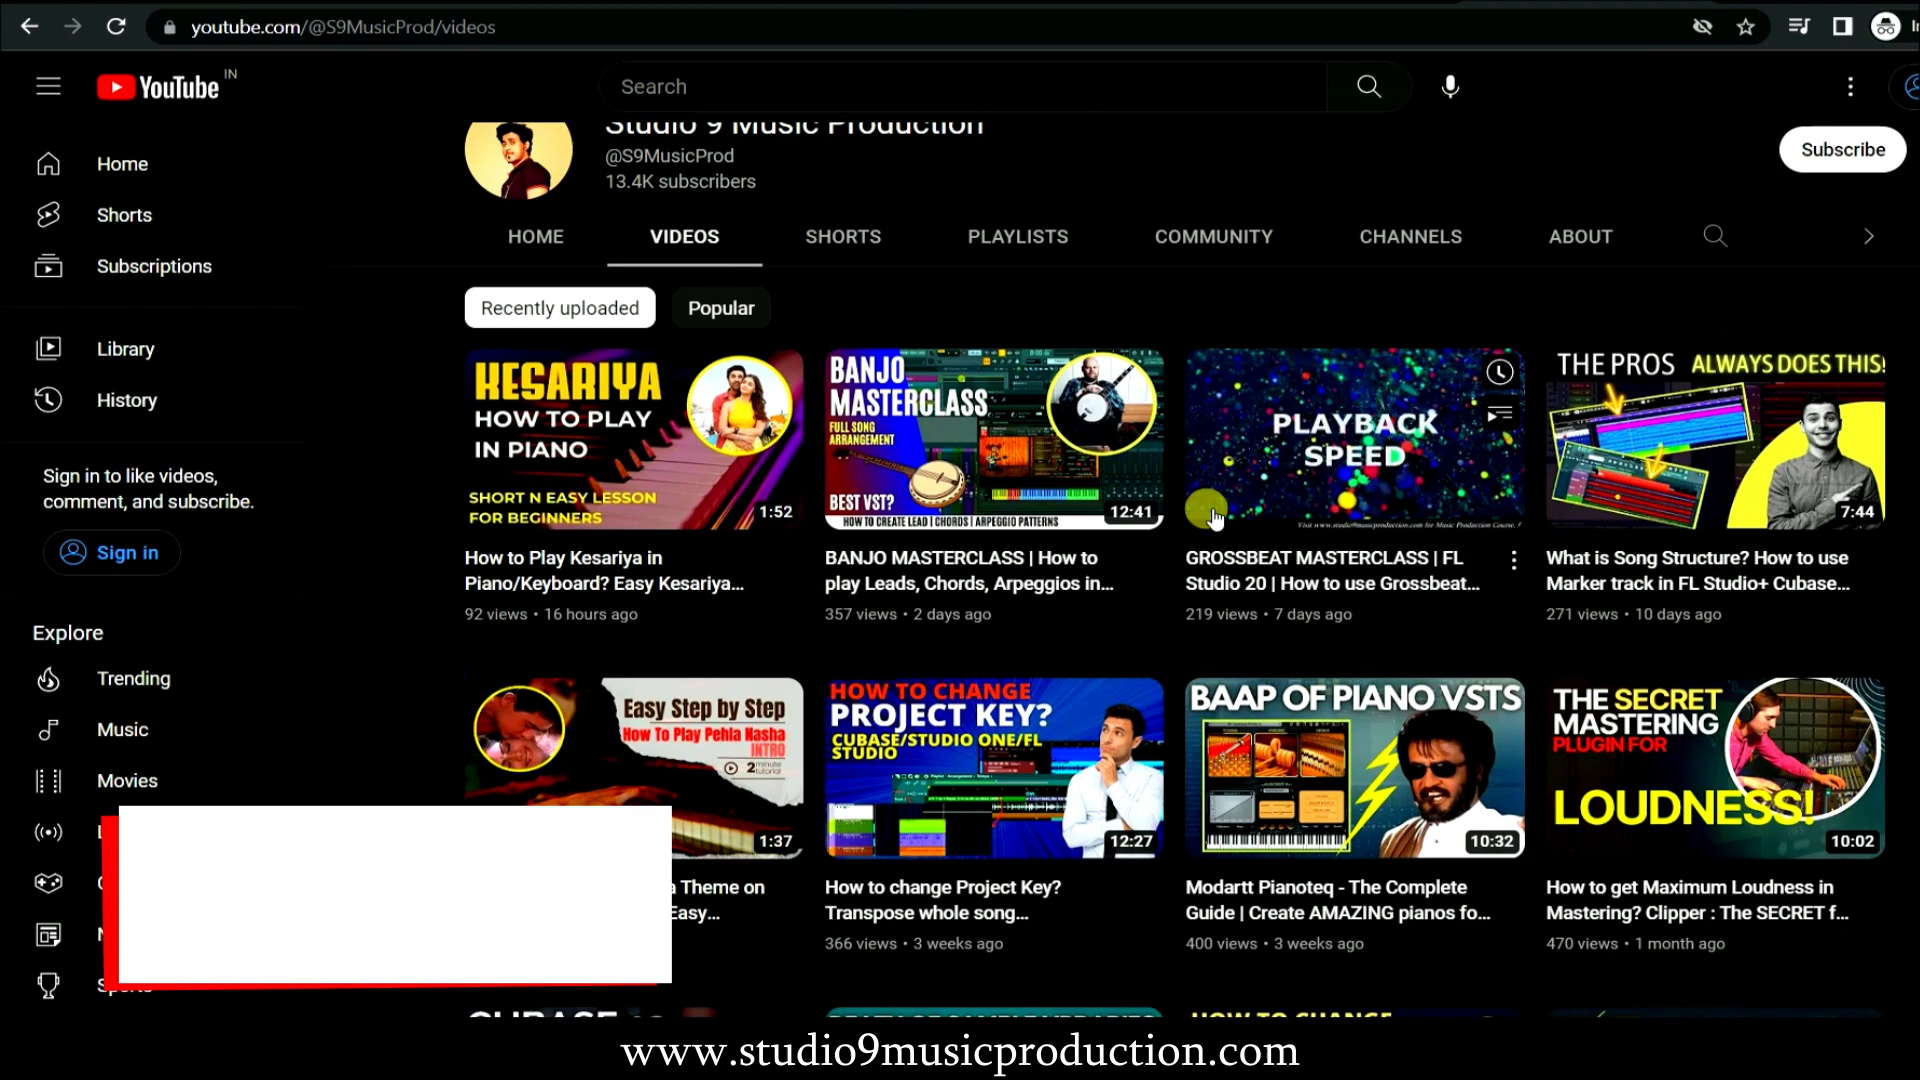 youtube.com/@S9MusicProd/videos
YouTube IN
Search
Studio 9 Music Production
@S9MusicProd
13.4K subscribers
Subscribe
Home
Shorts
Subscriptions
Library
History
Sign in to like videos,
comment, and subscribe.
Sign in
Explore
Trending
Music
Movies
HOME
VIDEOS
SHORTS
PLAYLISTS
COMMUNITY
CHANNELS
ABOUT
Recently uploaded
Popular
KESARIYA
HOW TO PLAY
IN PIANO
SHORT N EASY LESSON
FOR BEGINNERS
1:52
How to Play Kesariya in
Piano/Keyboard? Easy Kesariya...
92 views • 16 hours ago
BANJO
MASTERCLASS
FULL SONG
ARRANGEMENT
BEST VST?
HOW TO CREATE LEAD | CHORDS | ARPEGGIO PATTERNS
12:41
BANJO MASTERCLASS | How to
play Leads, Chords, Arpeggios in...
357 views • 2 days ago
PLAYBACK
SPEED
Visit www.studio9musicproduction.com for Music Production Course.
GROSSBEAT MASTERCLASS | FL
Studio 20 | How to use Grossbeat...
219 views • 7 days ago
THE PROS ALWAYS DOES THIS!
7:44
What is Song Structure? How to use
Marker track in FL Studio+ Cubase...
271 views • 10 days ago
Easy Step by Step
How To Play Pehla Nasha
INTRO
2 minute
tutorial
1:37
Theme on
Easy...
HOW TO CHANGE
PROJECT KEY?
CUBASE/STUDIO ONE/FL
STUDIO
12:27
How to change Project Key?
Transpose whole song...
366 views • 3 weeks ago
BAAP OF PIANO VSTS
10:32
Modartt Pianoteq - The Complete
Guide | Create AMAZING pianos fo...
400 views • 3 weeks ago
THE SECRET
MASTERING
PLUGIN FOR
LOUDNESS!
10:02
How to get Maximum Loudness in
Mastering? Clipper : The SECRET f...
470 views • 1 month ago
HOW TO CHANGE
www.studio9musicproduction.com